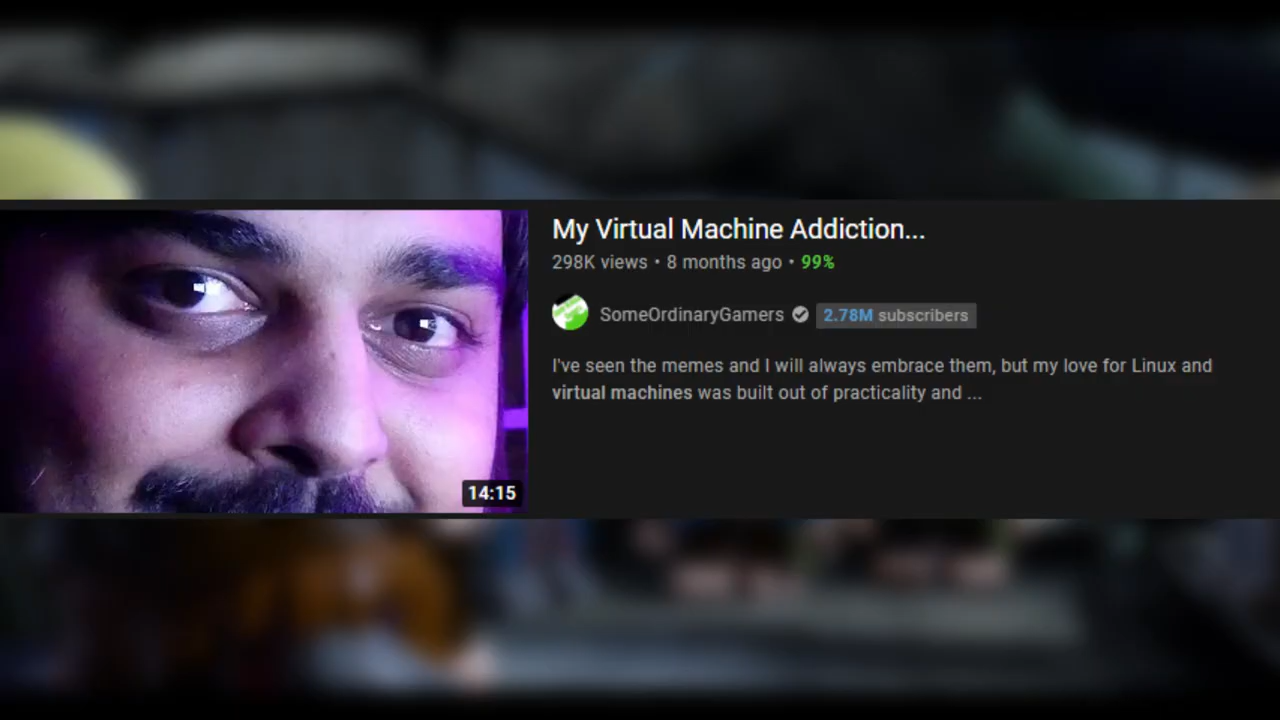 My Virtual Machine Addiction...
298K views • 8 months ago • 99%
SomeOrdinaryGamers 2.78M subscribers
I've seen the memes and I will always embrace them, but my love for Linux and
virtual machines was built out of practicality and ...
14:15